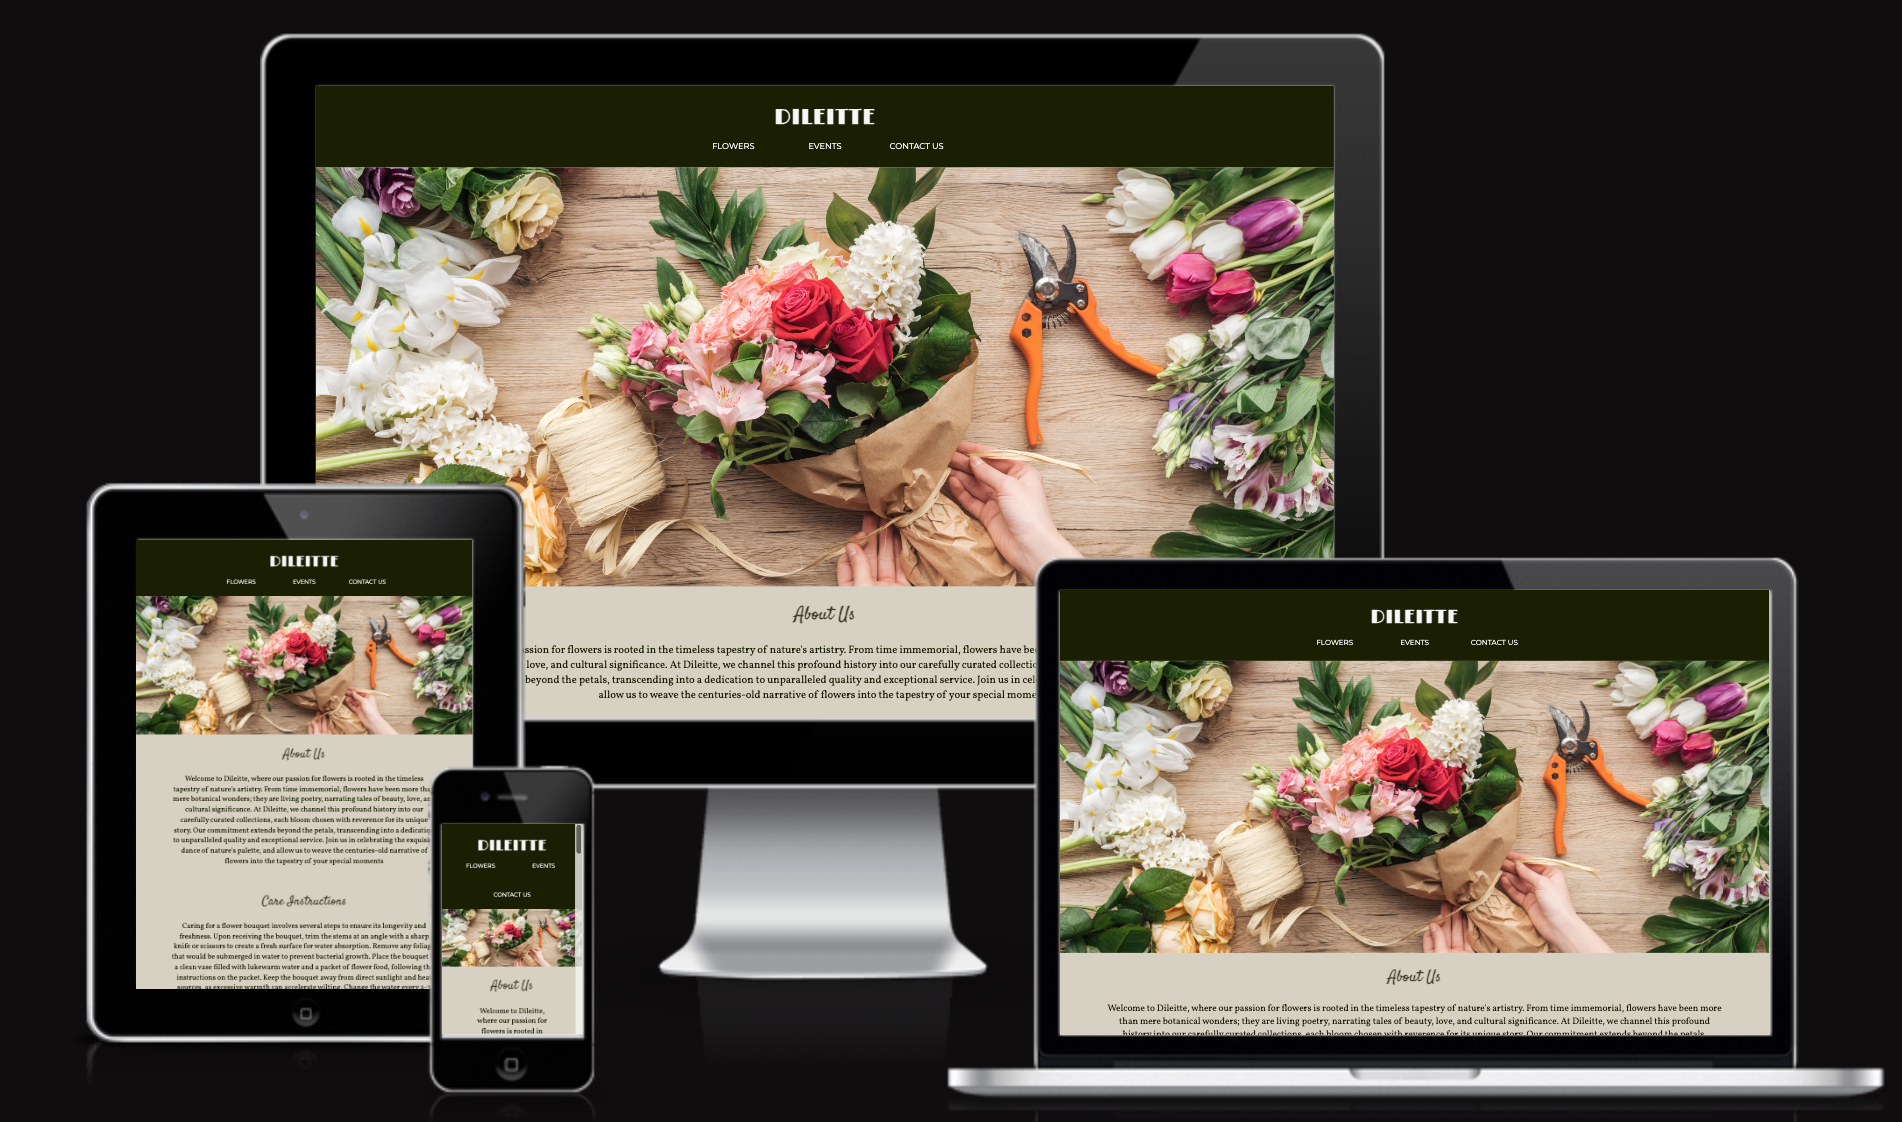 DILEITTE
FLOWERS EVENTS CONTACT US
About Us
ssion for flowers is rooted in the timeless tapestry of nature's artistry. From time immemorial, flowers have be
love, and cultural significance. At Dileitte, we channel this profound history into our carefully curated collectio
beyond the petals, transcending into a dedication to unparalleled quality and exceptional service. Join us in cel
allow us to weave the centuries-old narrative of flowers into the tapestry of your special mome
DILEITTE
FLOWERS EVENTS CONTACT US
About Us
Welcome to Dileitte, where our passion for flowers is rooted in the timeless
tapestry of nature's artistry. From time immemorial, flowers have been more tha
mere botanical wonders; they are living poetry, narrating tales of beauty, love, an
cultural significance. At Dileitte, we channel this profound history into our
carefully curated collections, each bloom chosen with reverence for its unique
story. Our commitment extends beyond the petals, transcending into a dedicatio
to unparalleled quality and exceptional service. Join us in celebrating the exquis
dance of nature's palette, and allow us to weave the centuries-old narrative of
flowers into the tapestry of your special moments
Care Instructions
Caring for a flower bouquet involves several steps to ensure its longevity and
freshness. Upon receiving the bouquet, trim the stems at an angle with a sharp
knife or scissors to create a fresh surface for water absorption. Remove any foliag
that would be submerged in water to prevent bacterial growth. Place the bouquet
a clean vase filled with lukewarm water and a packet of flower food, following th
instructions on the packet. Keep the bouquet away from direct sunlight and hea
sources, as excessive warmth can accelerate wilting. Change the water every 2-
DILEITTE
FLOWERS EVENTS
CONTACT US
About Us
Welcome to Dileitte,
where our passion for
flowers is rooted in
DILEITTE
FLOWERS EVENTS CONTACT US
About Us
Welcome to Dileitte, where our passion for flowers is rooted in the timeless tapestry of nature's artistry. From time immemorial, flowers have been more
than mere botanical wonders; they are living poetry, narrating tales of beauty, love, and cultural significance. At Dileitte, we channel this profound
history into our carefully curated collections, each bloom chosen with reverence for its unique story. Our commitment extends beyond the petals,